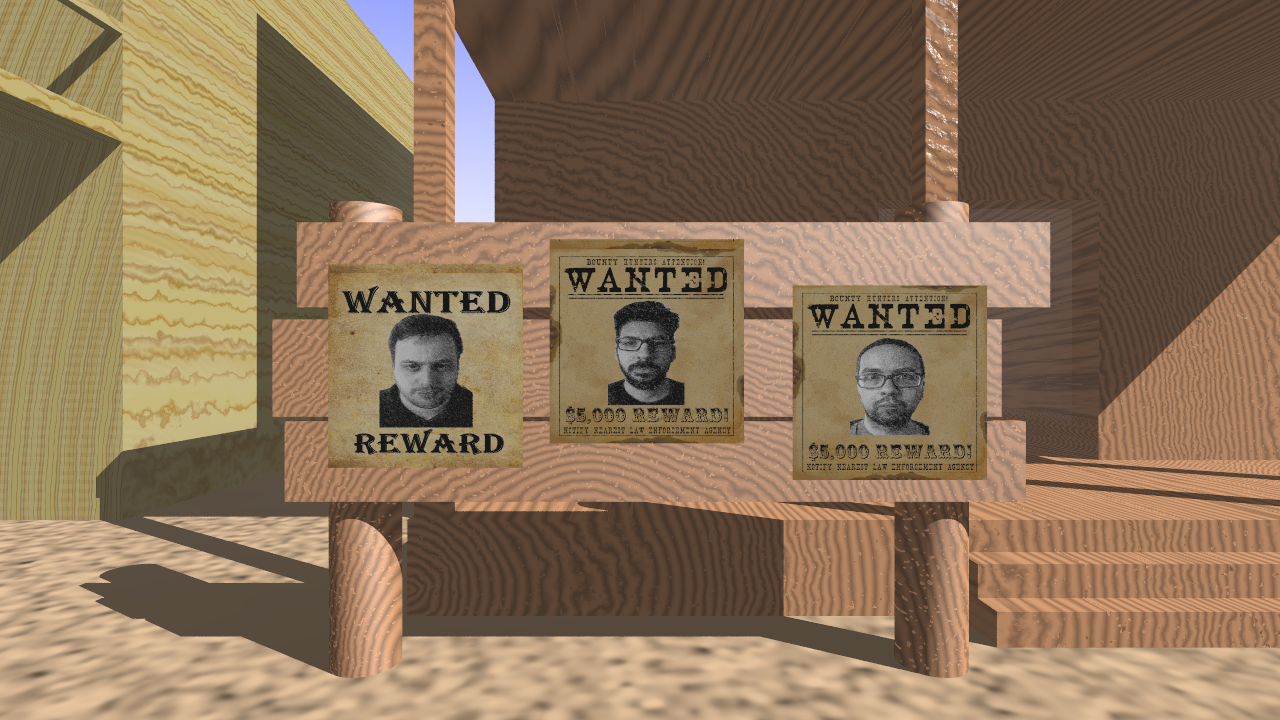 WANTED
REWARD
BOUNTY HUNTERS ATTENTION!
WANTED
$5,000 REWARD!
NOTIFY NEAREST LAW ENFORCEMENT AGENCY
BOUNTY HUNTERS ATTENTION!
WANTED
$5,000 REWARD!
NOTIFY NEAREST LAW ENFORCEMENT AGENCY